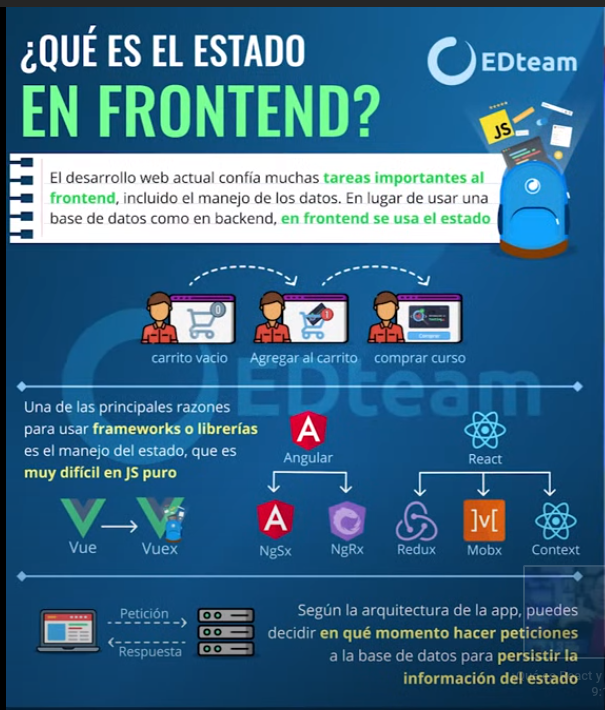 ¿QUÉ ES EL ESTADO
EN FRONTEND?
EDteam
JS
El desarrollo web actual confía muchas tareas importantes al
frontend, incluido el manejo de los datos. En lugar de usar una
base de datos como en backend, en frontend se usa el estado
0
1
Comprar
carrito vacio
Agregar al carrito
comprar curso
EDteam
Una de las principales razones
para usar frameworks o librerías
es el manejo del estado, que es
muy difícil en JS puro
Vue
Vuex
Angular
NgSx
NgRx
React
Redux
Mobx
Context
Petición
Respuesta
Según la arquitectura de la app, puedes
decidir en qué momento hacer peticiones
a la base de datos para persistir la
información del estado